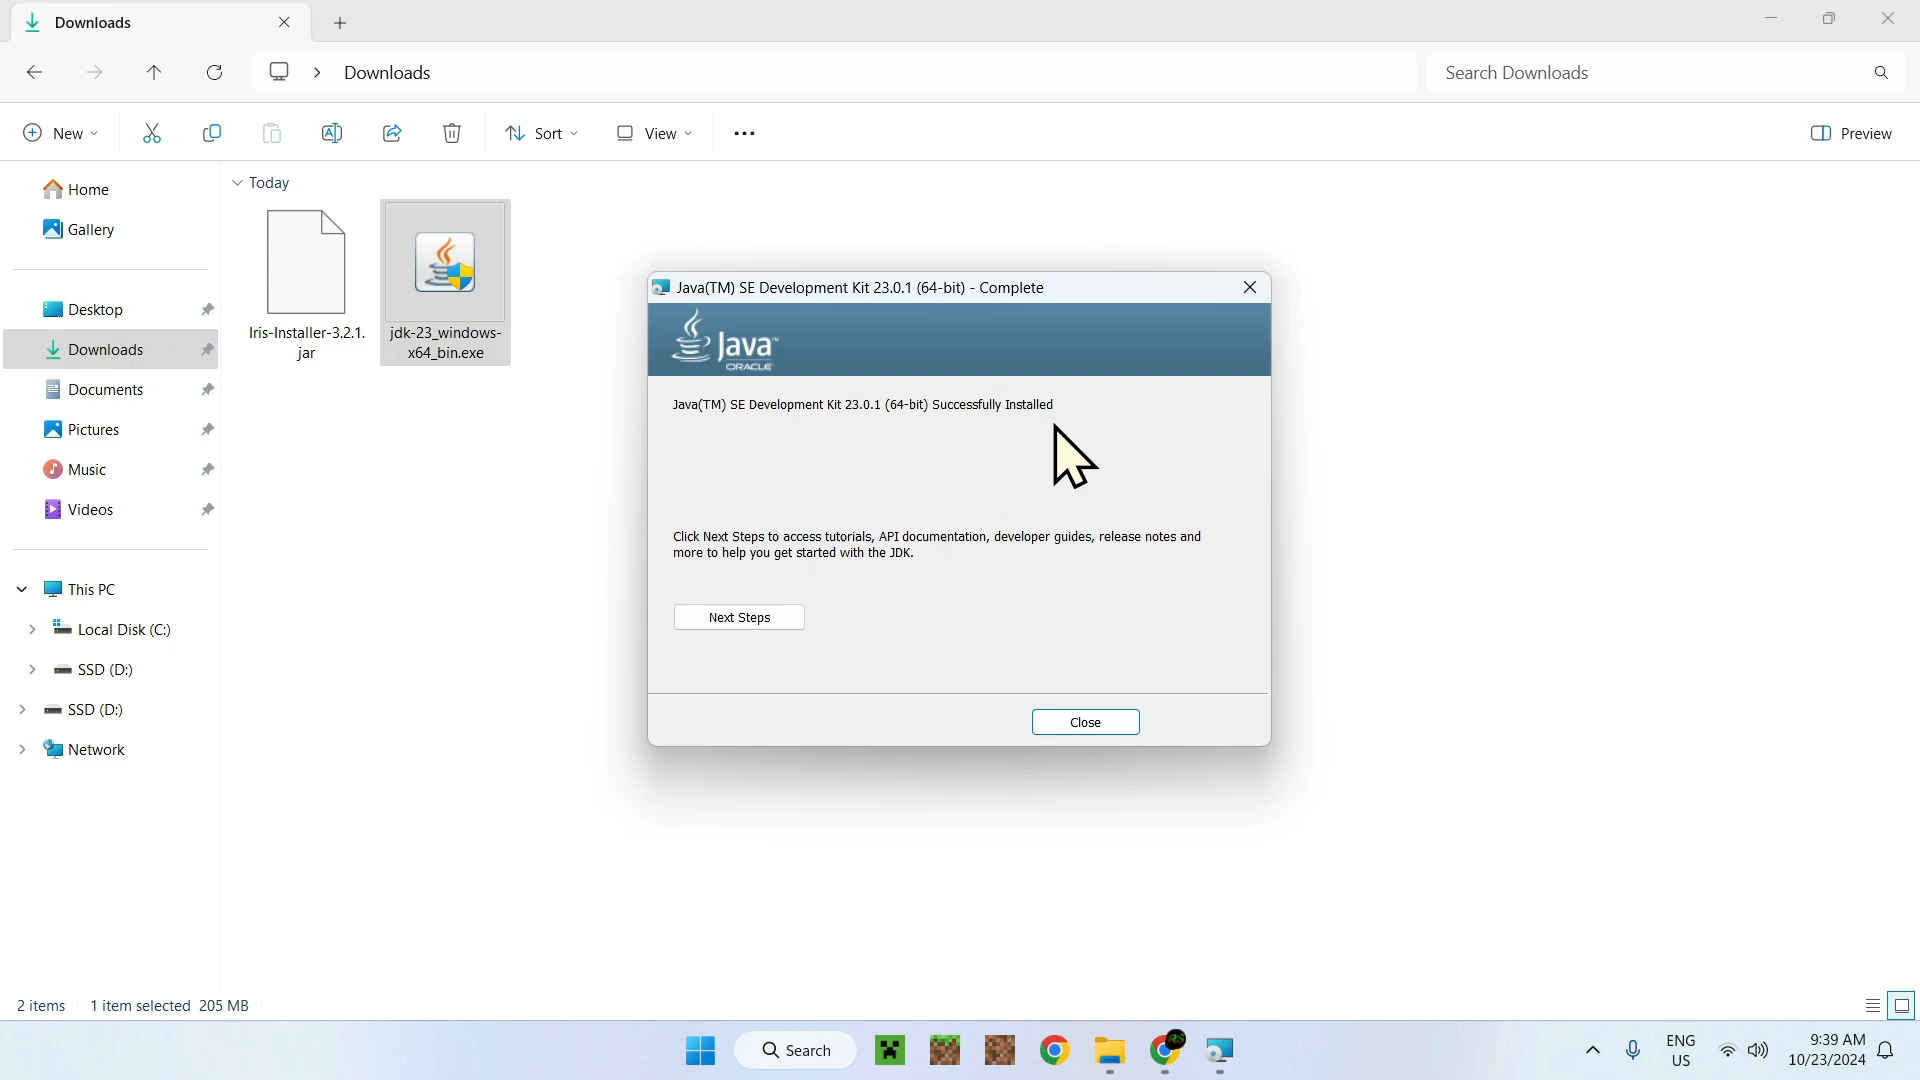 Downloads
Downloads
Search Downloads
New
Sort
View
Preview
Home
Gallery
Desktop
Downloads
Documents
Pictures
Music
Videos
This PC
Local Disk (C:)
SSD (D:)
SSD (D:)
Network
Today
Iris-Installer-3.2.1.
jar
jdk-23_windows-
x64_bin.exe
Java(TM) SE Development Kit 23.0.1 (64-bit) - Complete
Java™
ORACLE
Java(TM) SE Development Kit 23.0.1 (64-bit) Successfully Installed
Click Next Steps to access tutorials, API documentation, developer guides, release notes and
more to help you get started with the JDK.
Next Steps
Close
2 items
1 item selected 205 MB
Search
RS
ENG
US
9:39 AM
10/23/2024